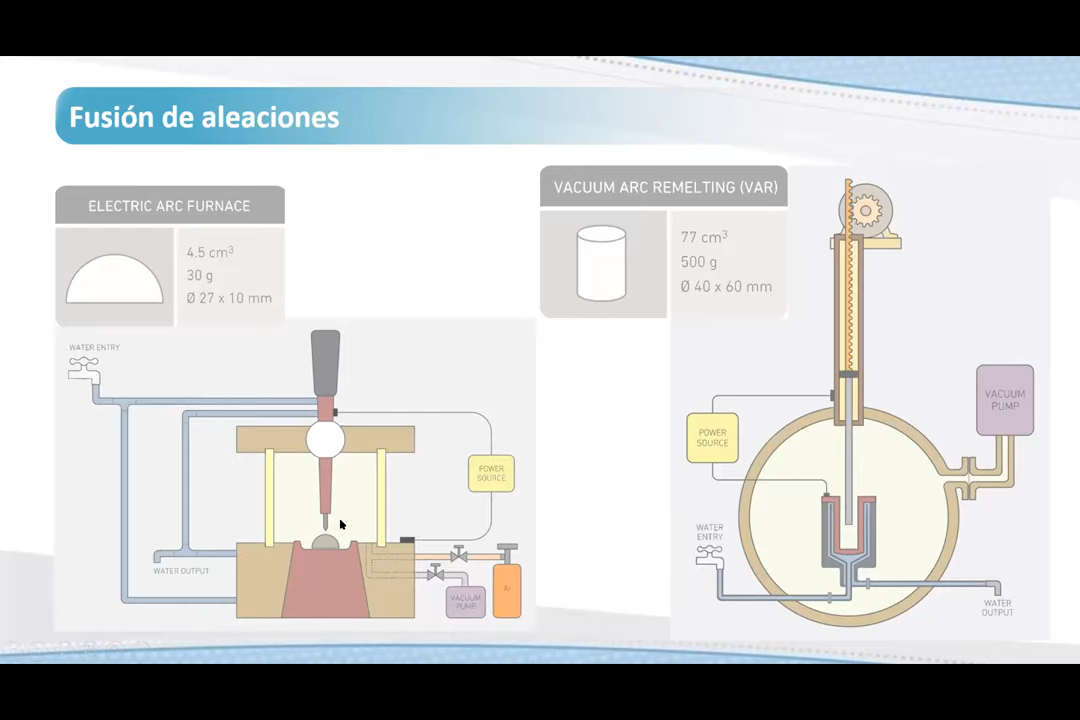 Fusión de aleaciones
ELECTRIC ARC FURNACE
4.5 cm³
30 g
Ø 27 x 10 mm
VACUUM ARC REMELTING (VAR)
77 cm³
500 g
Ø 40 x 60 mm
WATER ENTRY
POWER
SOURCE
WATER OUTPUT
VACUUM
PUMP
Ar
VACUUM
PUMP
POWER
SOURCE
WATER
ENTRY
WATER
OUTPUT